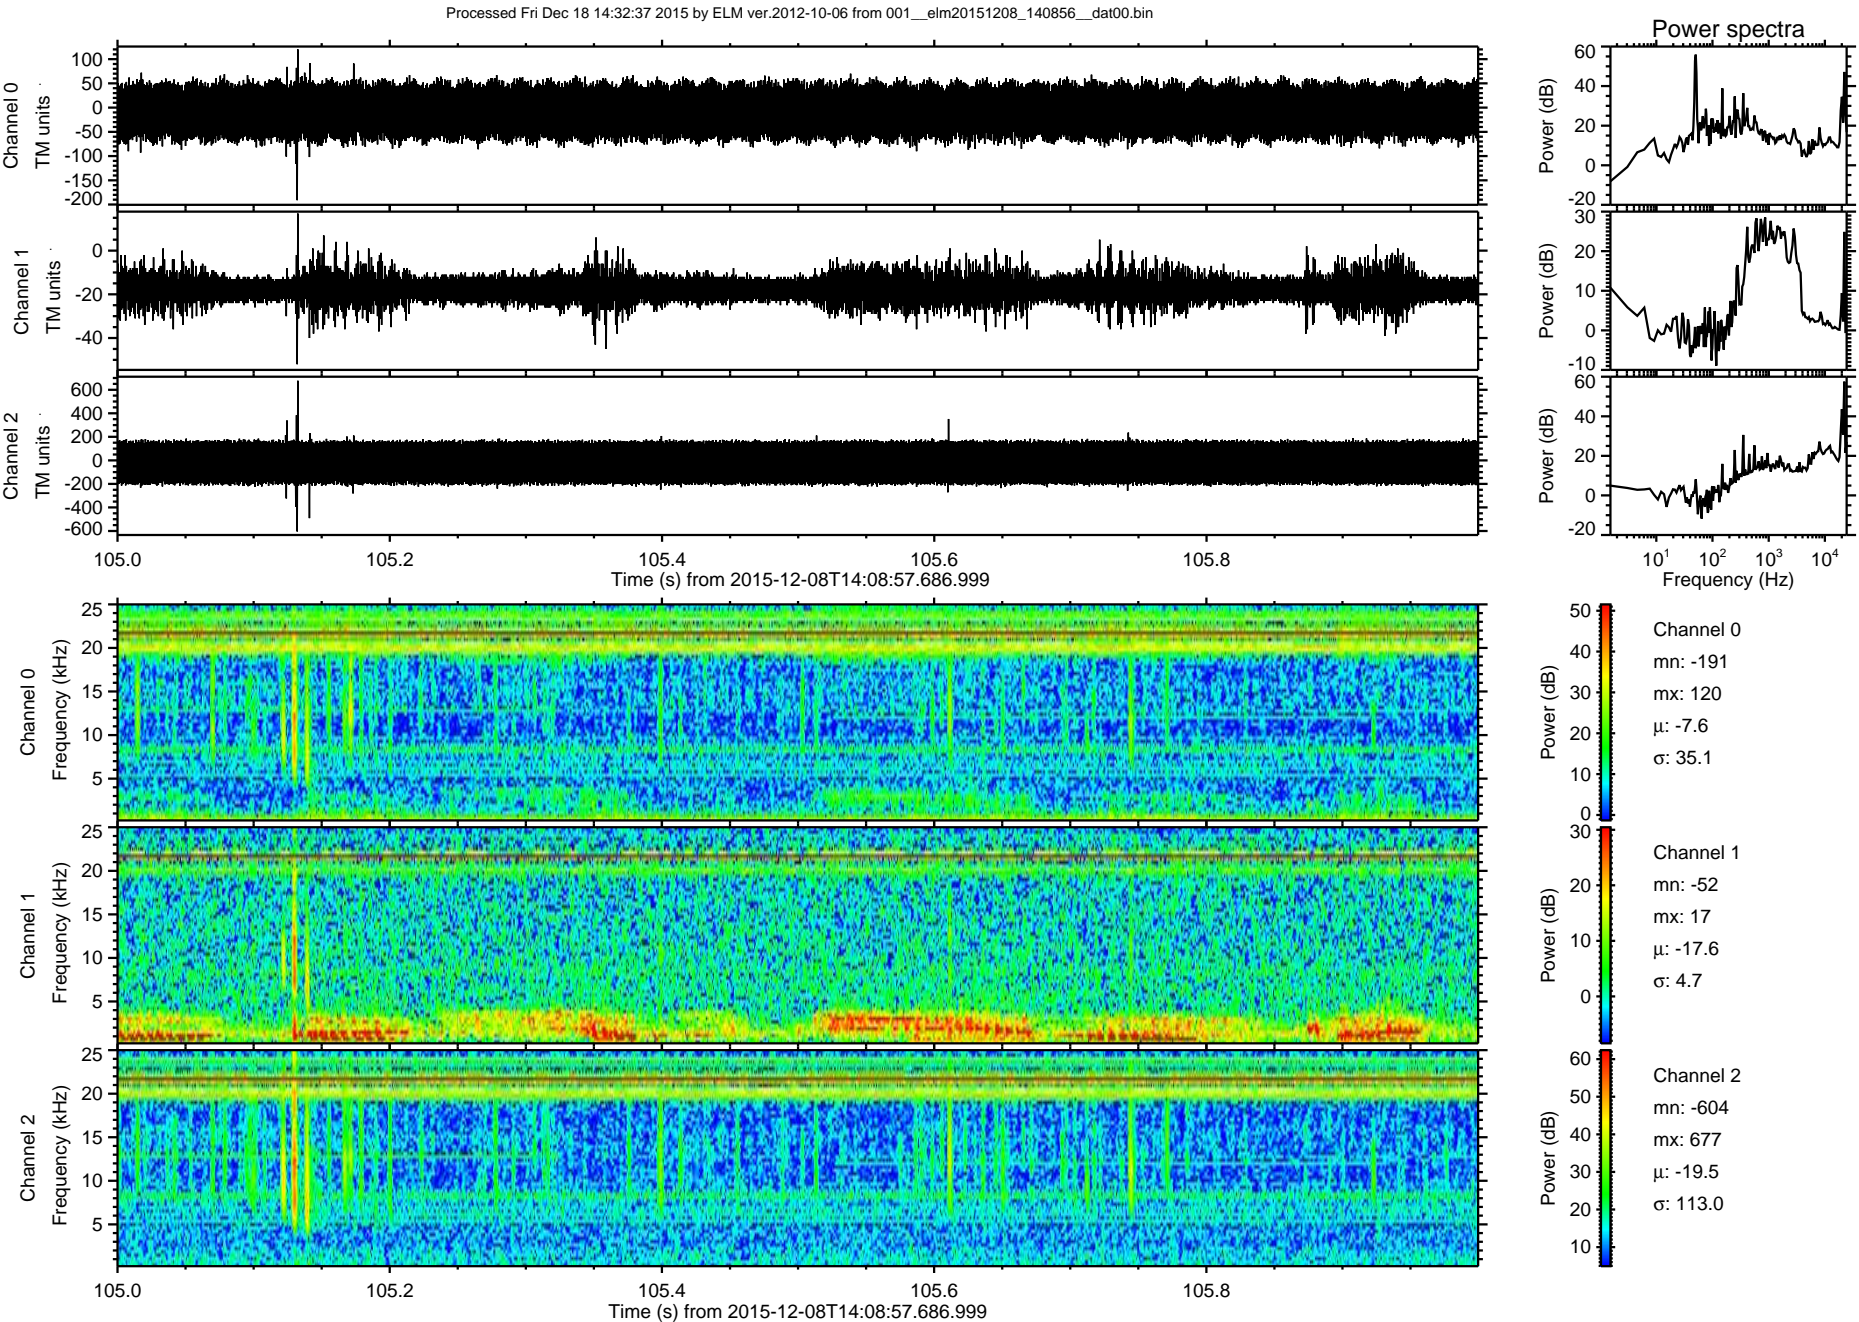 Processed Fri Dec 18 14:32:37 2015 by ELM ver.2012-10-06 from 001__elm20151208_140856__dat00.bin
Power spectra
Channel 0
TM units
100
50
0
-50
-100
-150
-200
Power (dB)
60
40
20
0
-20
Channel 1
TM units
0
-20
-40
Power (dB)
30
20
10
0
-10
Channel 2
TM units
600
400
200
0
-200
-400
-600
Power (dB)
60
40
20
0
-20
105.0 105.2 105.4 105.6 105.8
Time (s) from 2015-12-08T14:08:57.686.999
10¹ 10² 10³ 10⁴
Frequency (Hz)
Channel 0
Frequency (kHz)
25
20
15
10
5
Power (dB)
50
40
30
20
10
0
Channel 0
mn: -191
mx: 120
µ: -7.6
σ: 35.1
Channel 1
Frequency (kHz)
25
20
15
10
5
Power (dB)
30
20
10
0
Channel 1
mn: -52
mx: 17
µ: -17.6
σ: 4.7
Channel 2
Frequency (kHz)
25
20
15
10
5
Power (dB)
60
50
40
30
20
10
Channel 2
mn: -604
mx: 677
µ: -19.5
σ: 113.0
105.0 105.2 105.4 105.6 105.8
Time (s) from 2015-12-08T14:08:57.686.999